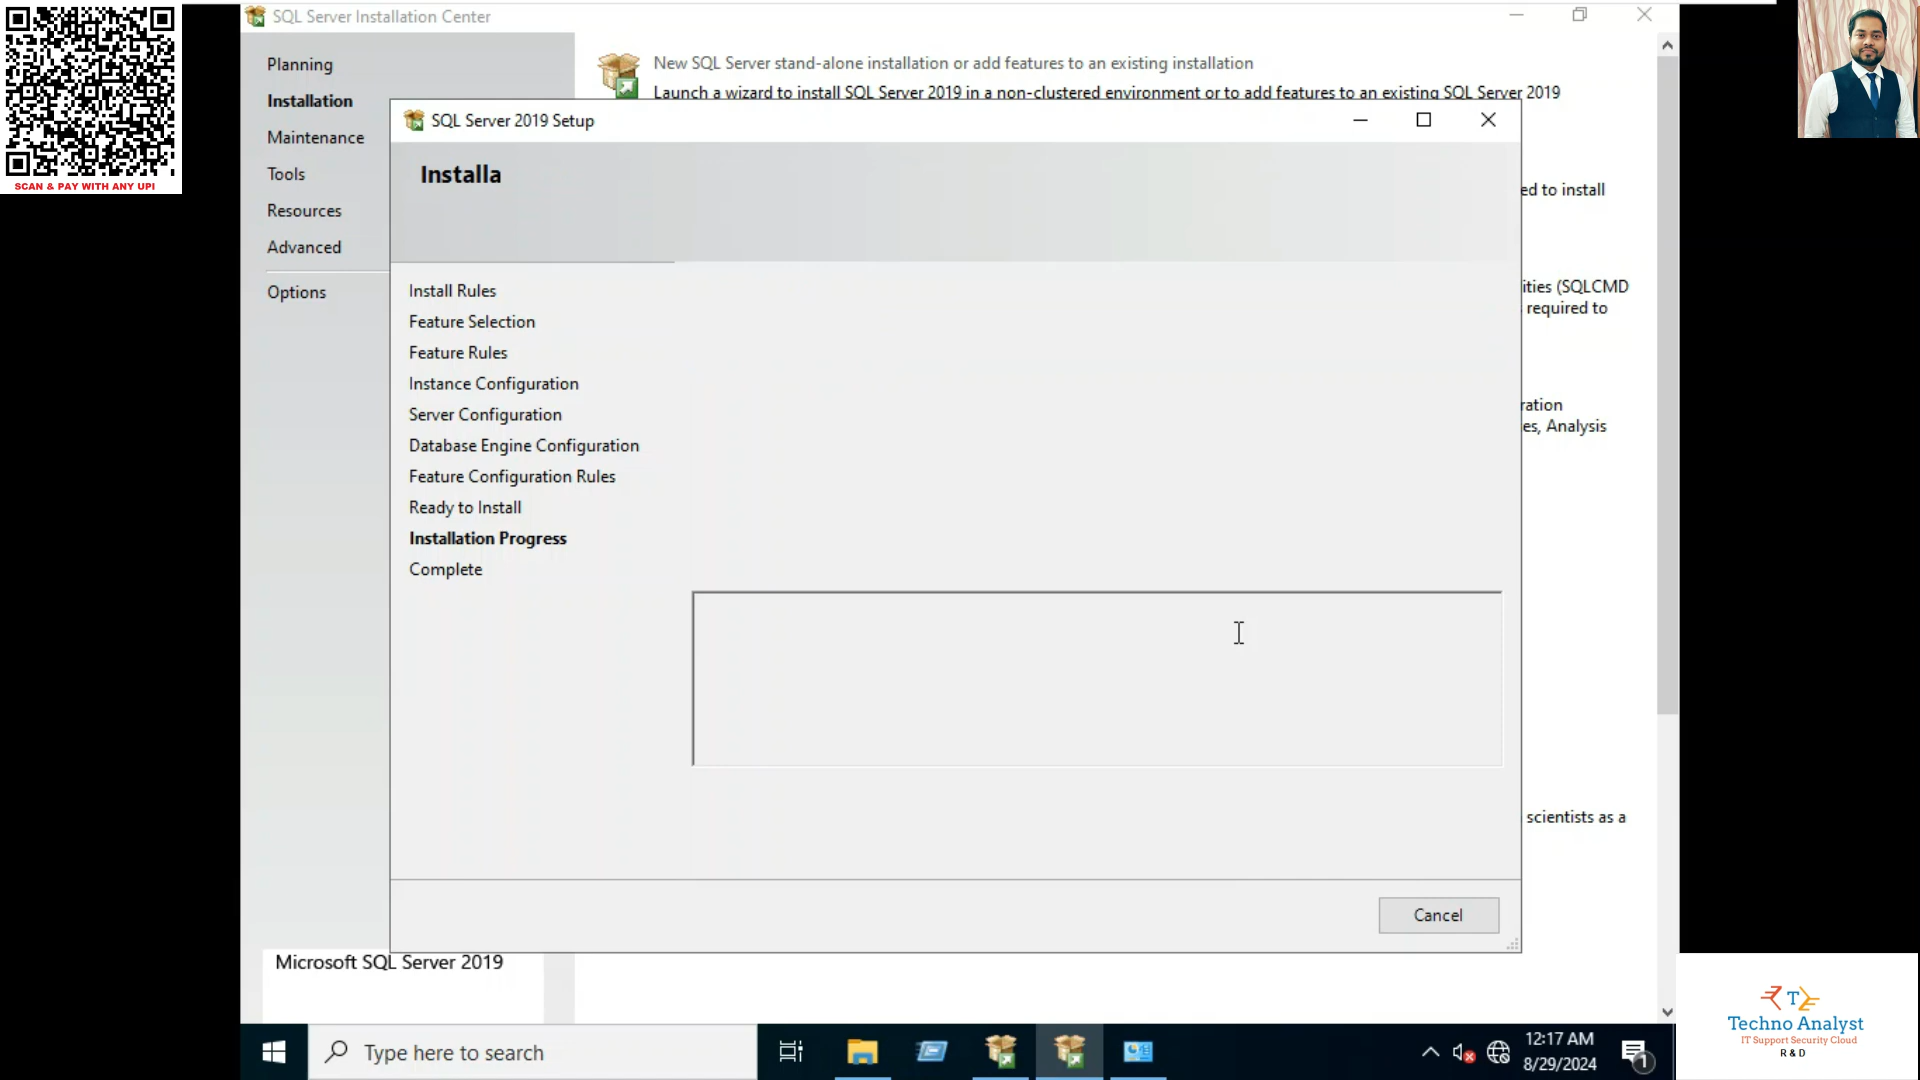 SCAN & PAY WITH ANY UPI
SQL Server Installation Center
Planning
Installation
Maintenance
Tools
Resources
Advanced
Options
New SQL Server stand-alone installation or add features to an existing installation
Launch a wizard to install SQL Server 2019 in a non-clustered environment or to add features to an existing SQL Server 2019
SQL Server 2019 Setup
Installa
Install Rules
Feature Selection
Feature Rules
Instance Configuration
Server Configuration
Database Engine Configuration
Feature Configuration Rules
Ready to Install
Installation Progress
Complete
Cancel
ed to install
ities (SQLCMD
required to
ration
es, Analysis
scientists as a
Microsoft SQL Server 2019
Type here to search
12:17 AM
8/29/2024
1
T
Techno Analyst
IT Support Security Cloud
R & D